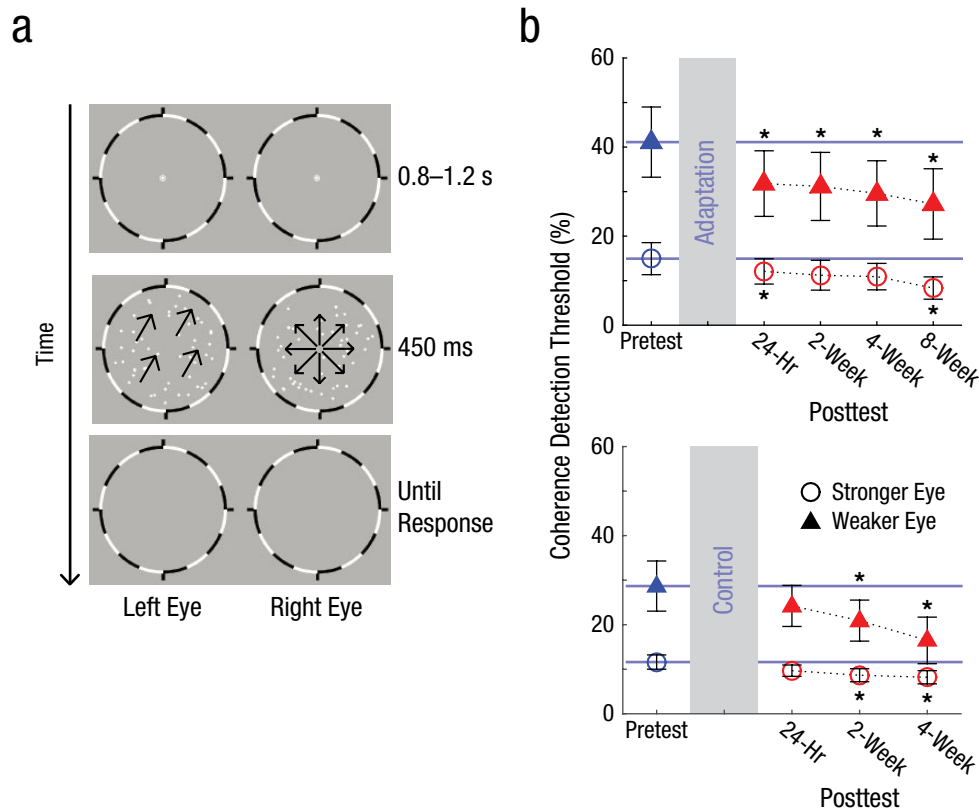 a
Time
0.8–1.2 s
450 ms
Until
Response
Left Eye
Right Eye
b
Coherence Detection Threshold (%)
60
40
20
0
Adaptation
*
*
*
*
*
*
Pretest
24-Hr
2-Week
4-Week
8-Week
Posttest
60
40
20
0
Control
Stronger Eye
Weaker Eye
*
*
*
*
Pretest
24-Hr
2-Week
4-Week
Posttest